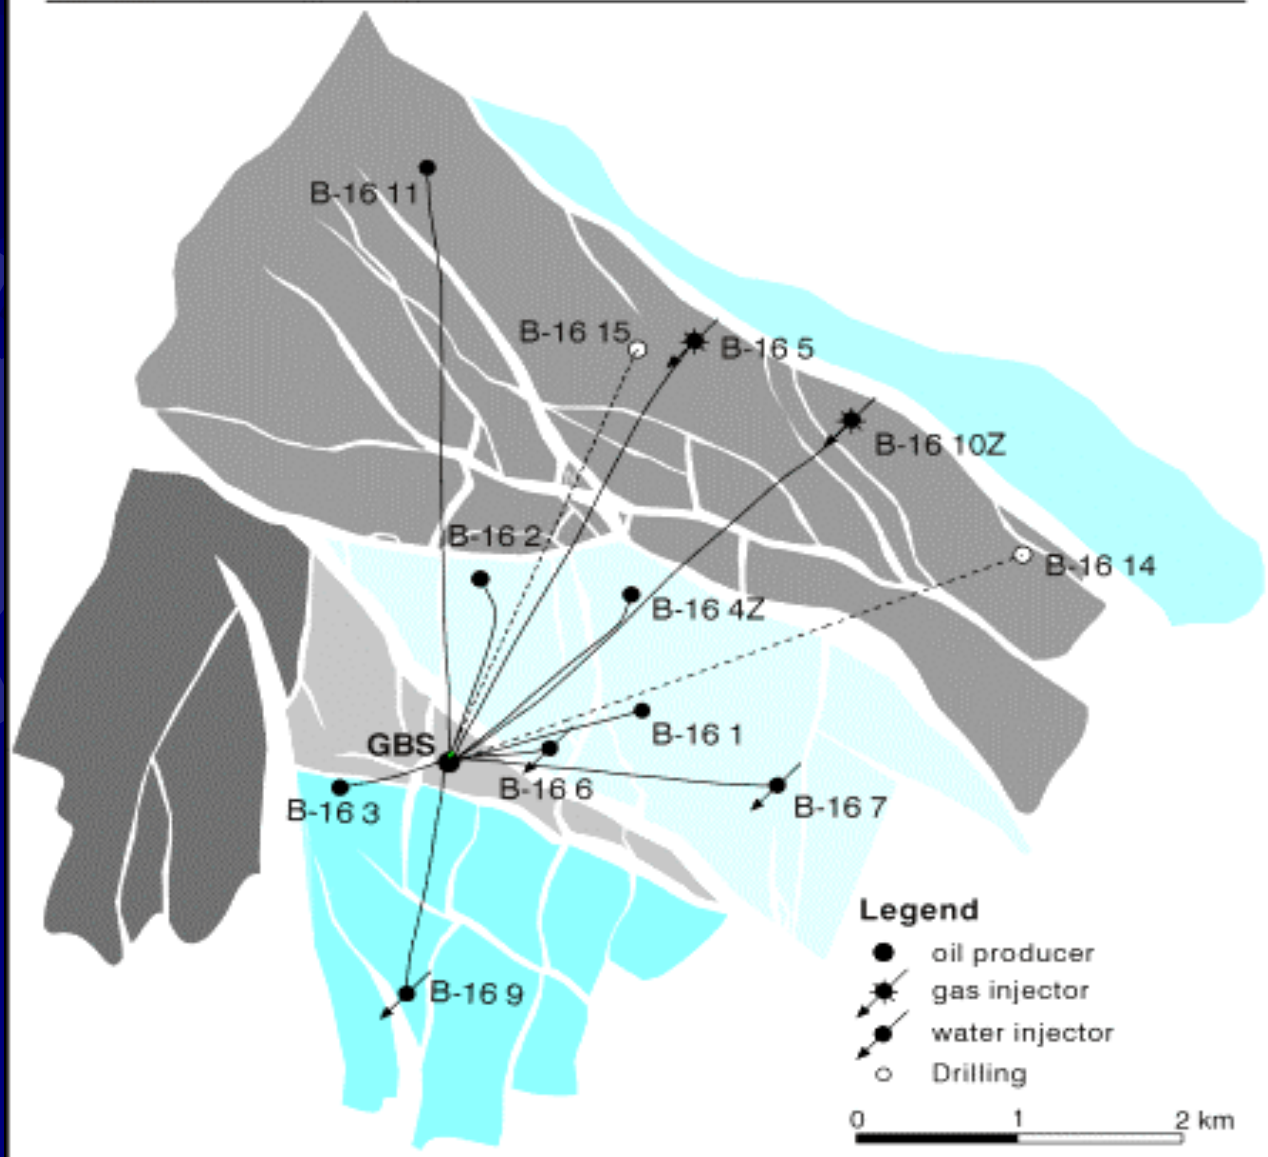 B-16 11
B-16 15
B-16 5
B-16 10Z
B-16 2
B-16 14
B-16 4Z
B-16 1
GBS
B-16 6
B-16 3
B-16 7
Legend
oil producer
gas injector
B-16 9
water injector
Drilling
0 1 2 km